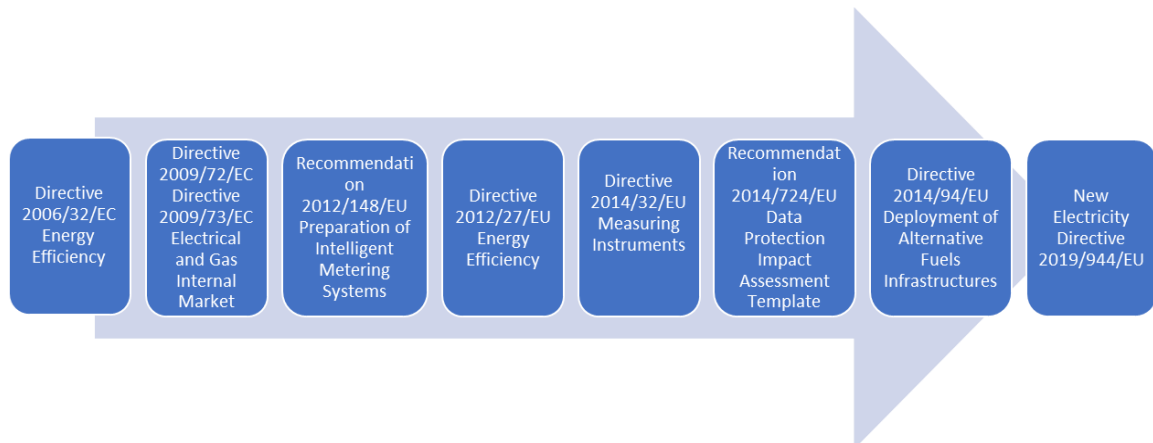 Directive
2006/32/EC
Energy
Efficiency
Directive
2009/72/EC
Directive
2009/73/EC
Electrical
and Gas
Internal
Market
Recommendati
on
2012/148/EU
Preparation of
Intelligent
Metering
Systems
Directive
2012/27/EU
Energy
Efficiency
Directive
2014/32/EU
Measuring
Instruments
Recommendat
ion
2014/724/EU
Data
Protection
Impact
Assessment
Template
Directive
2014/94/EU
Deployment of
Alternative
Fuels
Infrastructures
New
Electricity
Directive
2019/944/EU